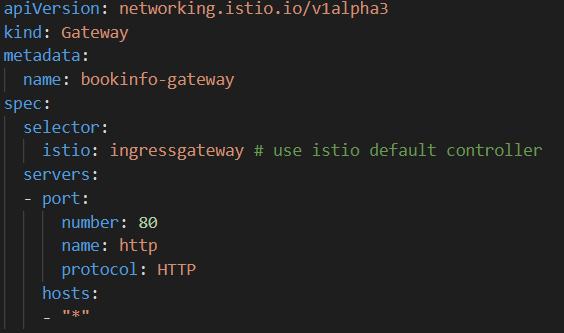 apiVersion: networking.istio.io/v1alpha3
kind: Gateway
metadata:
  name: bookinfo-gateway
spec:
  selector:
    istio: ingressgateway # use istio default controller
  servers:
  - port:
      number: 80
      name: http
      protocol: HTTP
    hosts:
    - "*"